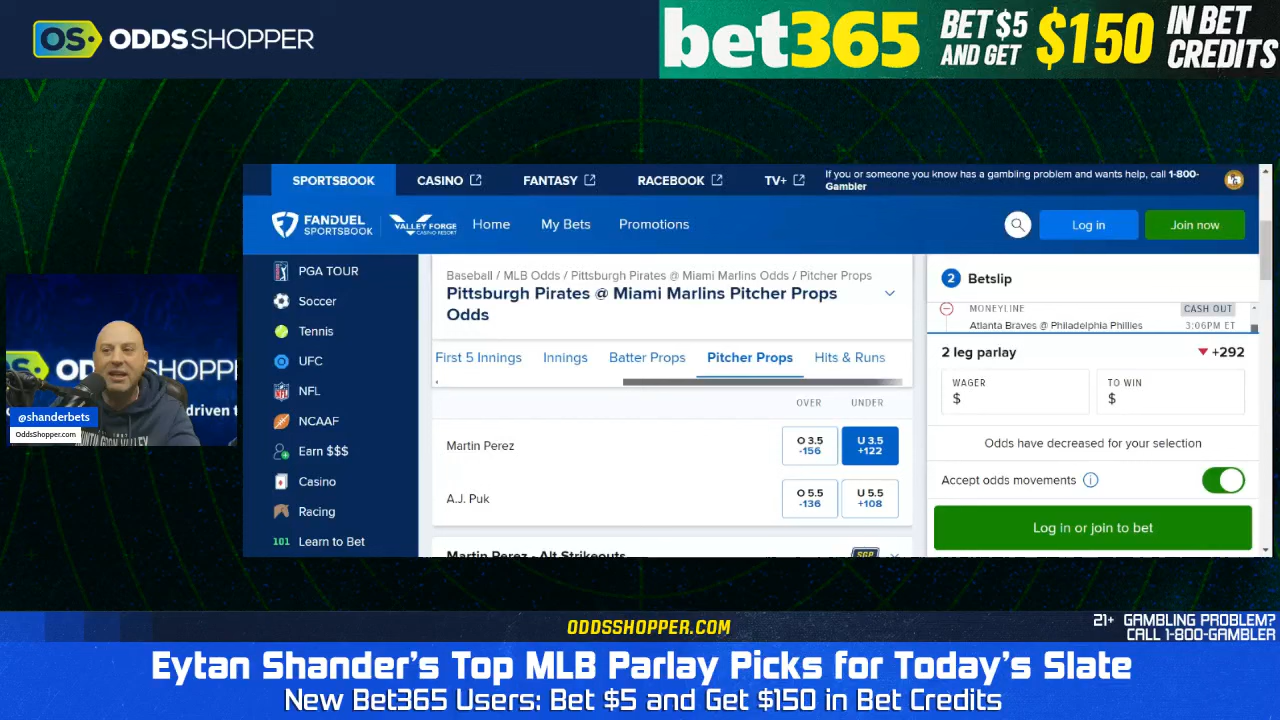 OS ODDSSHOPPER
bet365 BET $5 AND GET $150 IN BET CREDITS
SPORTSBOOK CASINO FANTASY RACEBOOK TV+
If you or someone you know has a gambling problem and wants help, call 1-800-
Gambler
FANDUEL SPORTSBOOK VALLEY FORGE CASINO RESORT Home My Bets Promotions Log in Join now
PGA TOUR
Soccer
Tennis
UFC
NFL
NCAAF
Earn $$$
Casino
Racing
101 Learn to Bet
Baseball / MLB Odds / Pittsburgh Pirates @ Miami Marlins Odds / Pitcher Props
Pittsburgh Pirates @ Miami Marlins Pitcher Props
Odds
First 5 Innings Innings Batter Props Pitcher Props Hits & Runs
OVER UNDER
Martin Perez O 3.5 -156 U 3.5 +122
A.J. Puk O 5.5 -136 U 5.5 +108
Martin Perez - Alt Strikeouts SGP
2 Betslip
MONEYLINE CASH OUT
Atlanta Braves @ Philadelphia Phillies 3:06PM ET
2 leg parlay +292
WAGER TO WIN
$ $
Odds have decreased for your selection
Accept odds movements
Log in or join to bet
@shanderbets
OddsShopper.com
ODDSSHOPPER.COM
21+ GAMBLING PROBLEM?
CALL 1-800-GAMBLER
Eytan Shander's Top MLB Parlay Picks for Today's Slate
New Bet365 Users: Bet $5 and Get $150 in Bet Credits